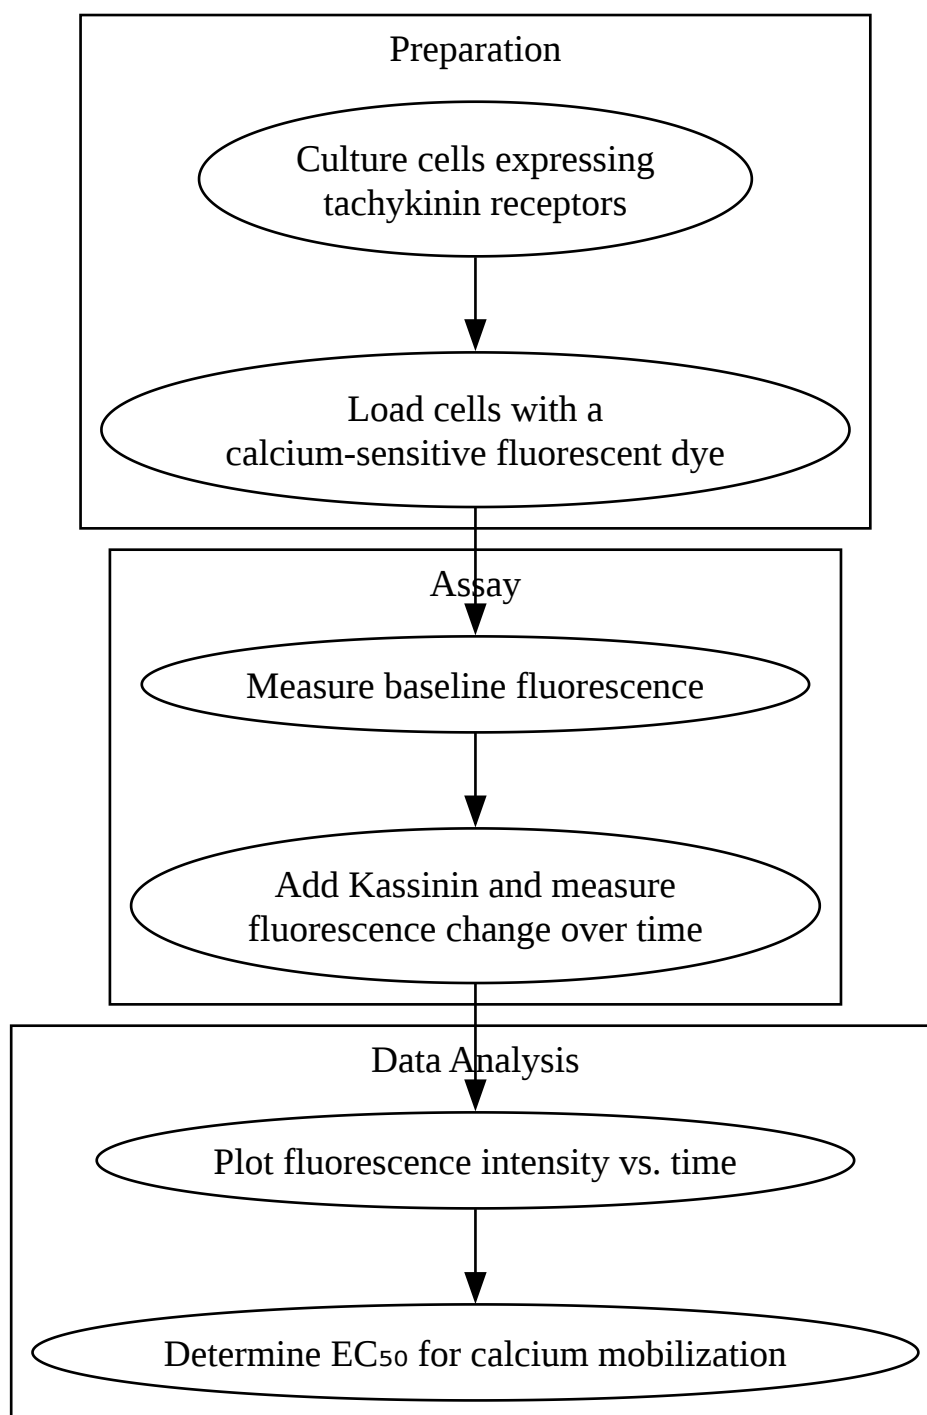 Preparation
Culture cells expressing
tachykinin receptors
Load cells with a
calcium-sensitive fluorescent dye
Assay
Measure baseline fluorescence
Add Kassinin and measure
fluorescence change over time
Data Analysis
Plot fluorescence intensity vs. time
Determine EC₅₀ for calcium mobilization